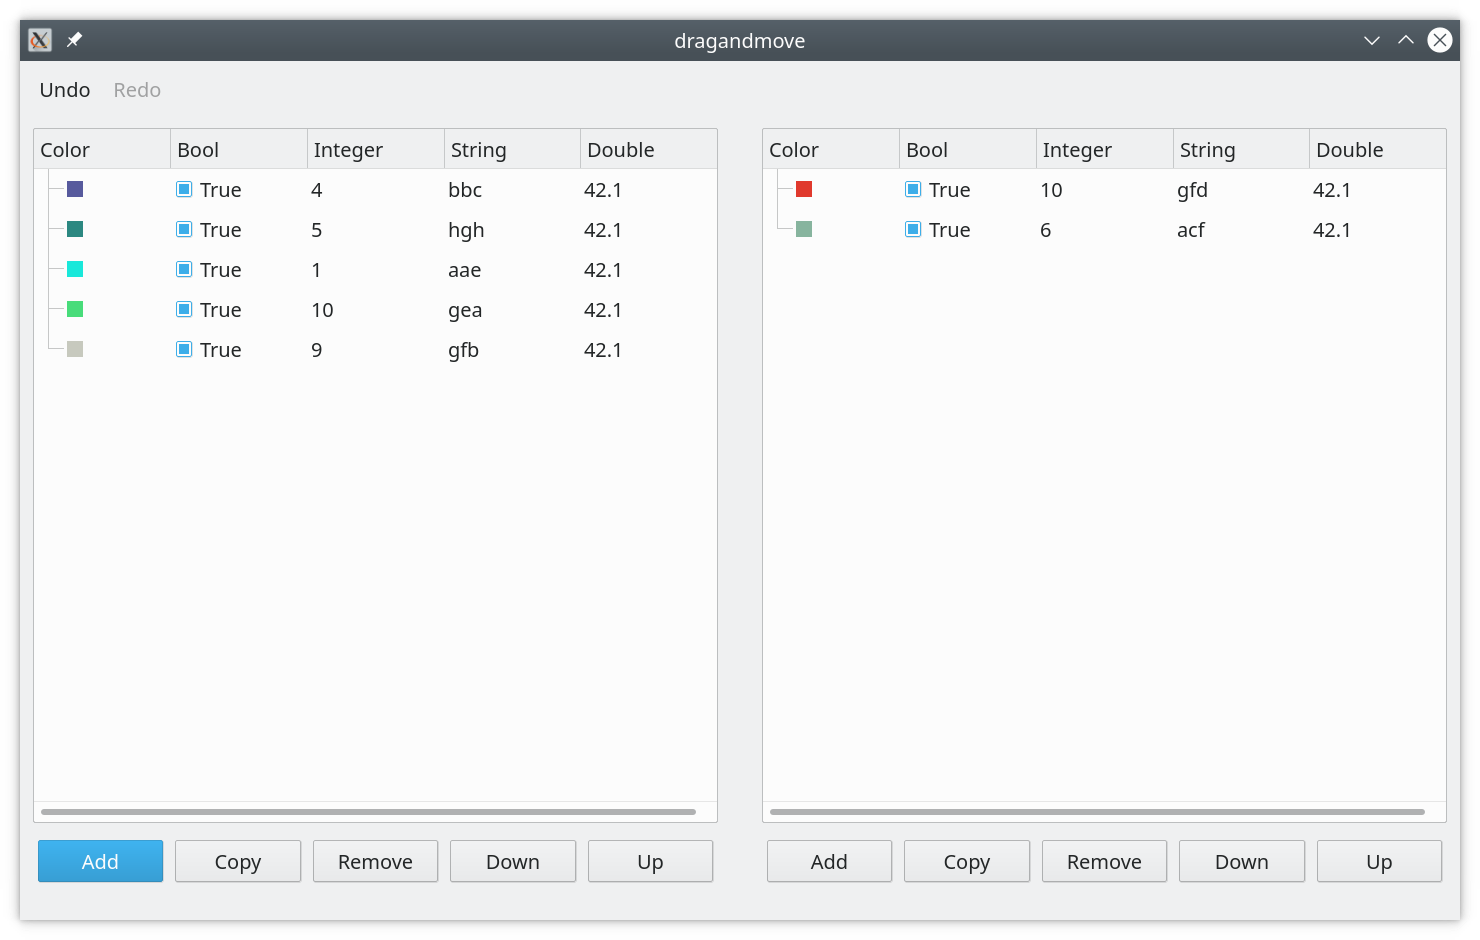 dragandmove
Undo Redo
Color Bool Integer String Double
True 4 bbc 42.1
True 5 hgh 42.1
True 1 aae 42.1
True 10 gea 42.1
True 9 gfb 42.1
Add Copy Remove Down Up
Color Bool Integer String Double
True 10 gfd 42.1
True 6 acf 42.1
Add Copy Remove Down Up